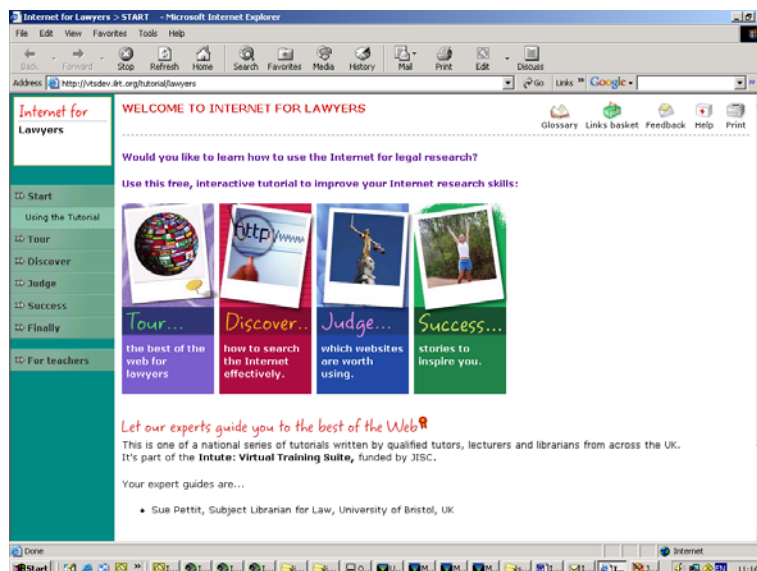 Internet for Lawyers > START - Microsoft Internet Explorer
File Edit View Favorites Tools Help
Back Forward Stop Refresh Home Search Favorites Media History Mail Print Edit Discuss
Address http://vtsdev.ilrt.org/tutorial/lawyers Go Links » Google
Internet for
Lawyers
WELCOME TO INTERNET FOR LAWYERS
Glossary Links basket Feedback Help Print
Would you like to learn how to use the Internet for legal research?
Use this free, interactive tutorial to improve your Internet research skills:
Start
Using the Tutorial
Tour
Discover
Judge
Success
Finally
For teachers
http://www
Tour...
the best of the
web for
lawyers
Discover..
how to search
the Internet
effectively.
Judge...
which websites
are worth
using.
Success...
stories to
inspire you.
Let our experts guide you to the best of the Web
This is one of a national series of tutorials written by qualified tutors, lecturers and librarians from across the UK.
It's part of the Intute: Virtual Training Suite, funded by JISC.
Your expert guides are...
• Sue Pettit, Subject Librarian for Law, University of Bristol, UK
Done Internet
Start